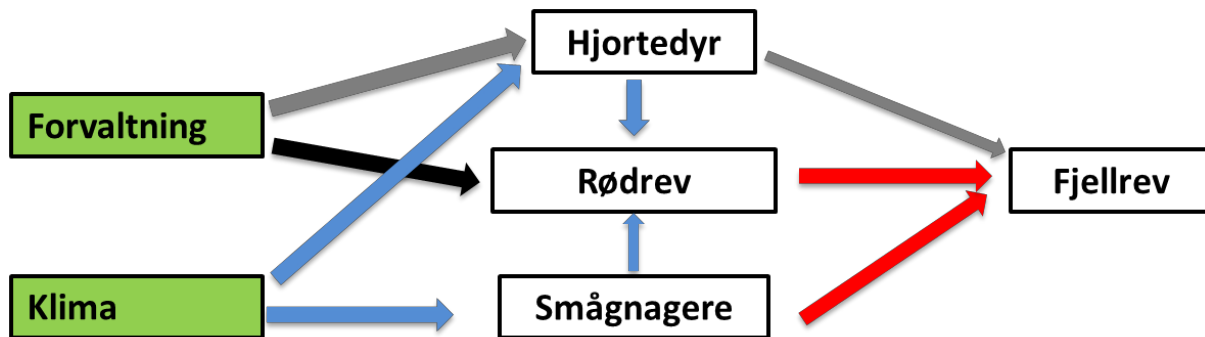 Hjortedyr
Forvaltning
Rødrev
Fjellrev
Klima
Smågnagere